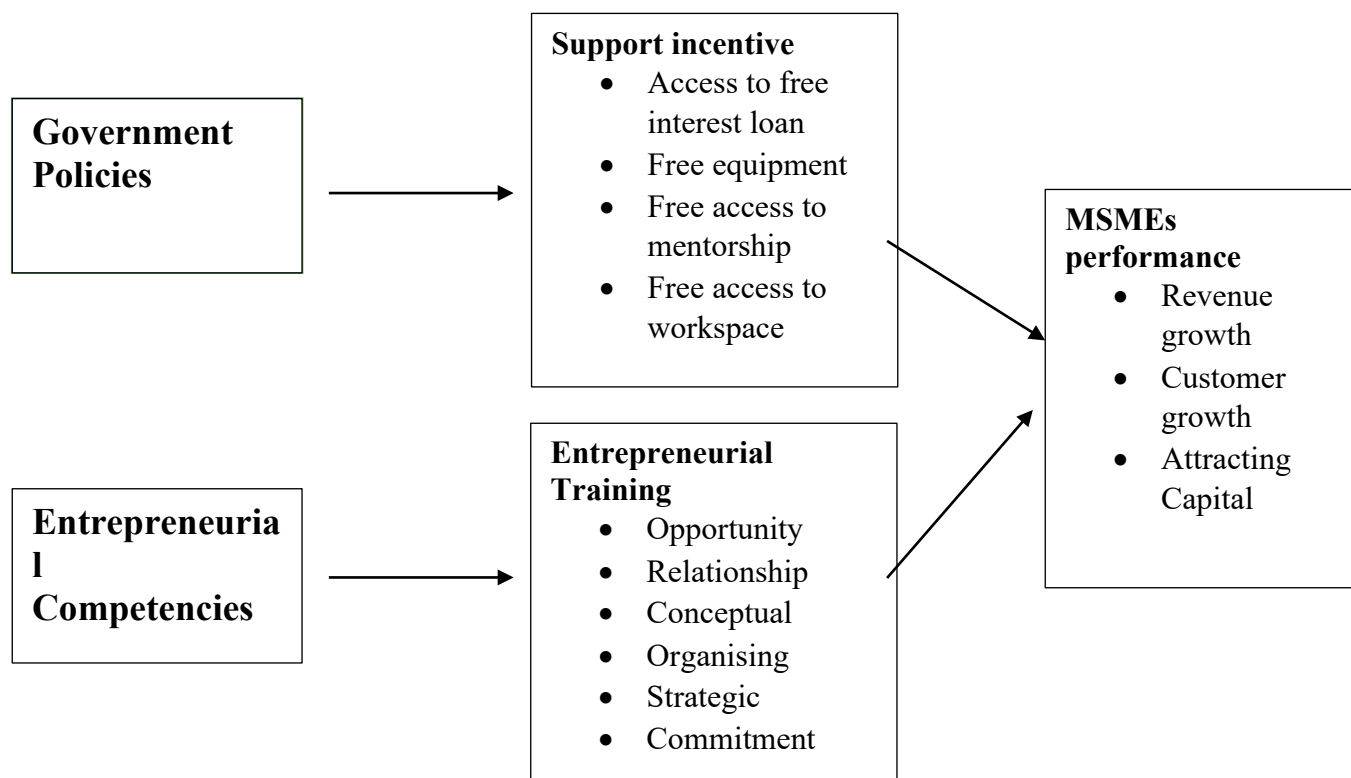 Government
Policies
Support incentive
● Access to free
interest loan
● Free equipment
● Free access to
mentorship
● Free access to
workspace
Entrepreneuria
l
Competencies
Entrepreneurial
Training
● Opportunity
● Relationship
● Conceptual
● Organising
● Strategic
● Commitment
MSMEs
performance
● Revenue
growth
● Customer
growth
● Attracting
Capital